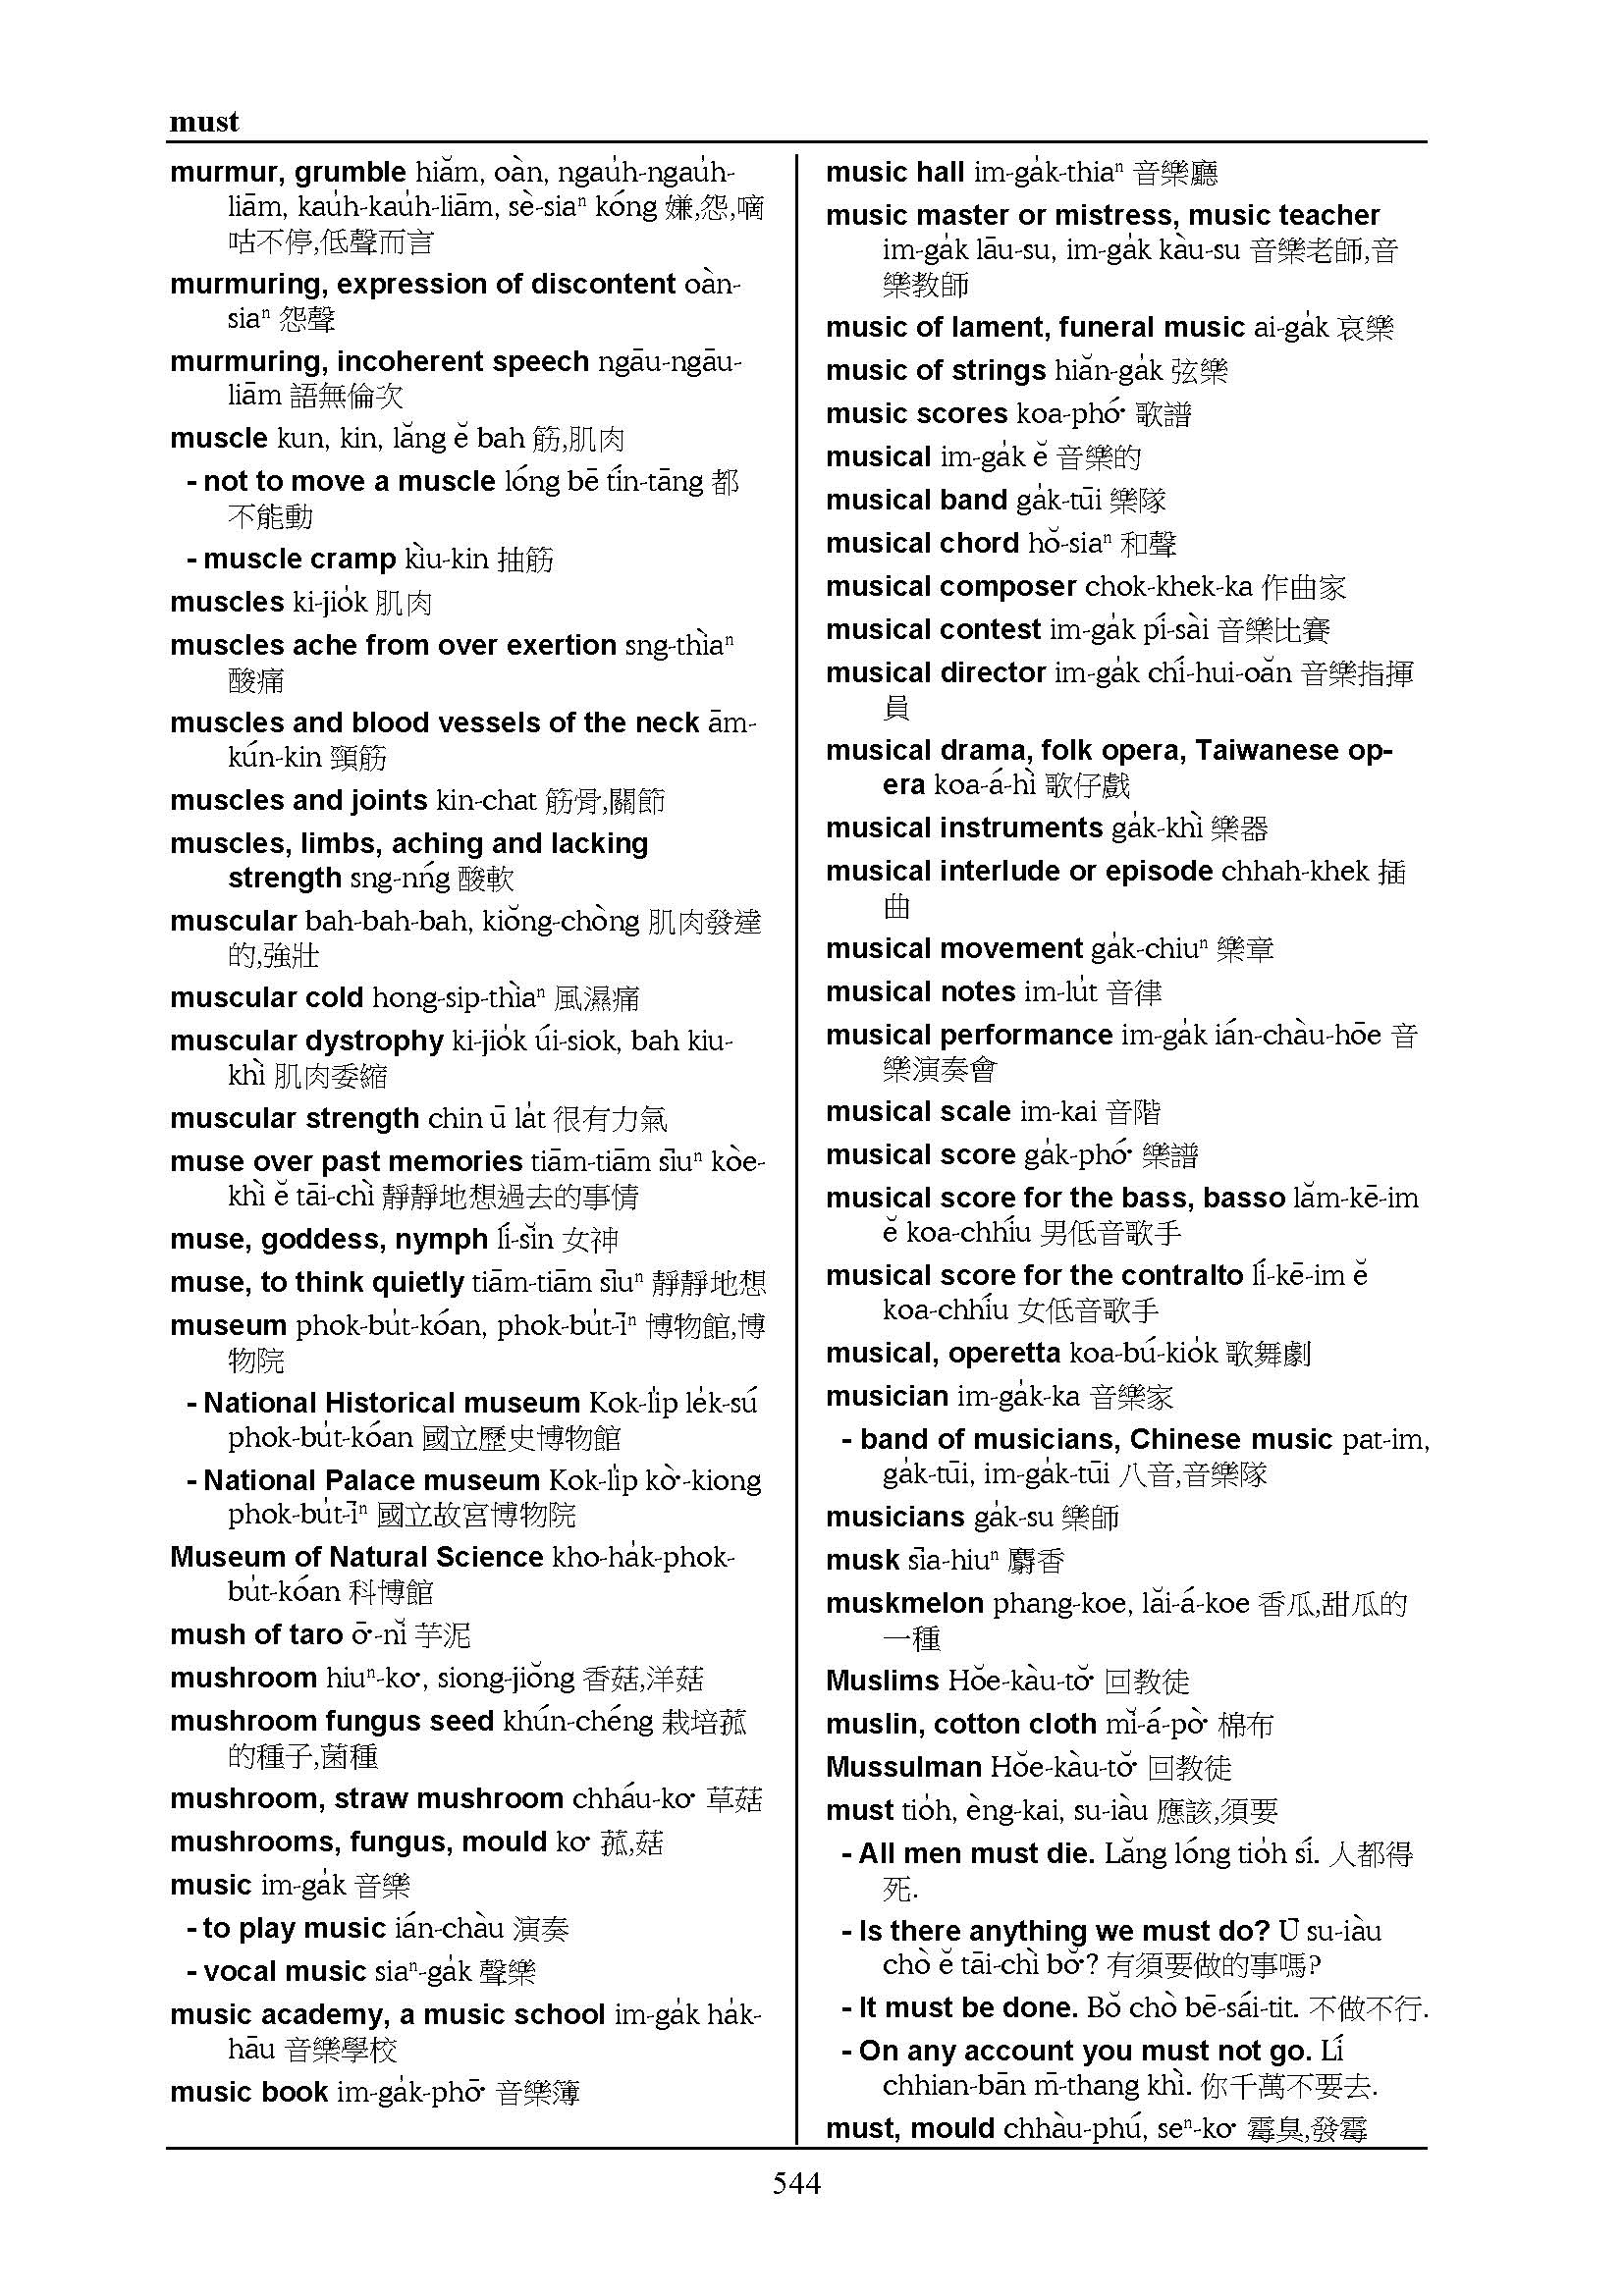 must
murmur, grumble hiăm, oàn, ngau̍h-ngau̍h-
liām, kau̍h-kau̍h-liām, sè-siaⁿ kóng 嫌,怨,嘀
咕不停,低聲而言
murmuring, expression of discontent oàn-
siaⁿ 怨聲
murmuring, incoherent speech ngāu-ngāu-
liām 語無倫次
muscle kun, kin, lăng ĕ bah 筋,肌肉
- not to move a muscle lóng bē tín-tāng 都
不能動
- muscle cramp kìu-kin 抽筋
muscles ki-jio̍k 肌肉
muscles ache from over exertion sng-thìaⁿ
酸痛
muscles and blood vessels of the neck ām-
kún-kin 頸筋
muscles and joints kin-chat 筋骨,關節
muscles, limbs, aching and lacking
strength sng-nńg 酸軟
muscular bah-bah-bah, kiŏng-chòng 肌肉發達
的,強壯
muscular cold hong-sip-thìaⁿ 風濕痛
muscular dystrophy ki-jio̍k úi-siok, bah kiu-
khì 肌肉委縮
muscular strength chin ū la̍t 很有力氣
muse over past memories tiām-tiām sīuⁿ kòe-
khì ĕ tāi-chì 靜靜地想過去的事情
muse, goddess, nymph lí-sĭn 女神
muse, to think quietly tiām-tiām sīuⁿ 靜靜地想
museum phok-bu̍t-kóan, phok-bu̍t-īⁿ 博物館,博
物院
- National Historical museum Kok-li̍p le̍k-sú
phok-bu̍t-kóan 國立歷史博物館
- National Palace museum Kok-li̍p kò͘-kiong
phok-bu̍t-īⁿ 國立故宮博物院
Museum of Natural Science kho-ha̍k-phok-
bu̍t-kóan 科博館
mush of taro ō͘-nĭ 芋泥
mushroom hiuⁿ-ko͘, siong-jiŏng 香菇,洋菇
mushroom fungus seed khún-chéng 栽培菰
的種子,菌種
mushroom, straw mushroom chháu-ko͘ 草菇
mushrooms, fungus, mould ko͘ 菰,菇
music im-ga̍k 音樂
- to play music ián-chàu 演奏
- vocal music siaⁿ-ga̍k 聲樂
music academy, a music school im-ga̍k ha̍k-
hāu 音樂學校
music book im-ga̍k-phō͘ 音樂簿
music hall im-ga̍k-thiaⁿ 音樂廳
music master or mistress, music teacher
im-ga̍k lāu-su, im-ga̍k kàu-su 音樂老師,音
樂教師
music of lament, funeral music ai-ga̍k 哀樂
music of strings hiăn-ga̍k 弦樂
music scores koa-phó͘ 歌譜
musical im-ga̍k ĕ 音樂的
musical band ga̍k-tūi 樂隊
musical chord hŏ-siaⁿ 和聲
musical composer chok-khek-ka 作曲家
musical contest im-ga̍k pí-sài 音樂比賽
musical director im-ga̍k chí-hui-oăn 音樂指揮
員
musical drama, folk opera, Taiwanese op-
era koa-á-hì 歌仔戲
musical instruments ga̍k-khì 樂器
musical interlude or episode chhah-khek 插
曲
musical movement ga̍k-chiuⁿ 樂章
musical notes im-lu̍t 音律
musical performance im-ga̍k ián-chàu-hōe 音
樂演奏會
musical scale im-kai 音階
musical score ga̍k-phó͘ 樂譜
musical score for the bass, basso lăm-kē-im
ĕ koa-chhíu 男低音歌手
musical score for the contralto lí-kē-im ĕ
koa-chhíu 女低音歌手
musical, operetta koa-bú-kio̍k 歌舞劇
musician im-ga̍k-ka 音樂家
- band of musicians, Chinese music pat-im,
ga̍k-tūi, im-ga̍k-tūi 八音,音樂隊
musicians ga̍k-su 樂師
musk sīa-hiuⁿ 麝香
muskmelon phang-koe, lăi-á-koe 香瓜,甜瓜的
一種
Muslims Hŏe-kàu-tŏ͘ 回教徒
muslin, cotton cloth mĭ-á-pò͘ 棉布
Mussulman Hŏe-kàu-tŏ͘ 回教徒
must tio̍h, èng-kai, su-iàu 應該,須要
- All men must die. Lăng lóng tio̍h sí. 人都得
死.
- Is there anything we must do? Ū su-iàu
chò ĕ tāi-chì bŏ͘? 有須要做的事嗎?
- It must be done. Bŏ chò bē-sái-tit. 不做不行.
- On any account you must not go. Lí
chhian-bān m̄-thang khì. 你千萬不要去.
must, mould chhàu-phú, seⁿ-ko͘ 霉臭,發霉
544